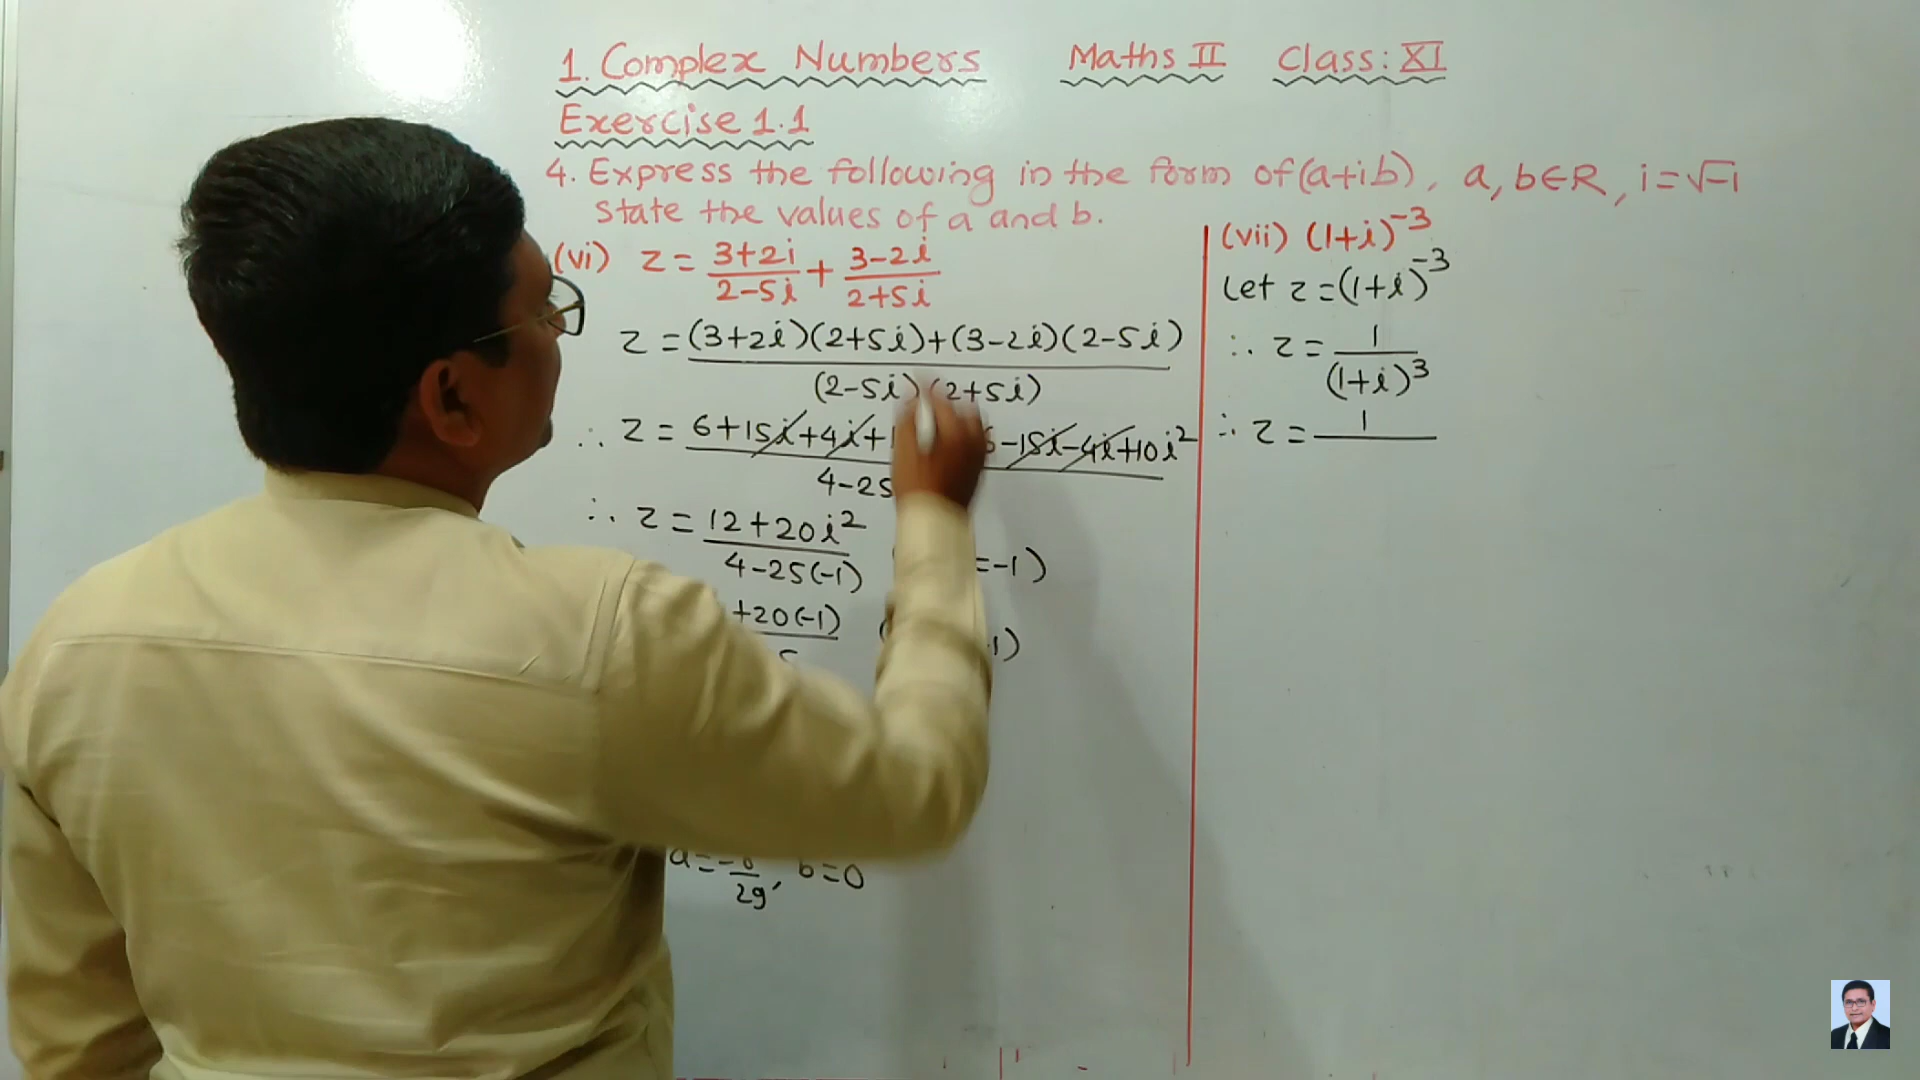 1. Complex Numbers Maths II Class: XI
Exercise 1.1
4. Express the following in the form of (a+ib), a, b∈R, i=√-1
state the values of a and b.
(vi) z = (3+2i)/(2-5i) + (3-2i)/(2+5i)
z = ((3+2i)(2+5i)+(3-2i)(2-5i))/((2-5i)(2+5i))
∴ z = 6+15i+4i+ -15i-4i+10i²
4-25
∴ z = (12+20i²)/(4-25(-1)) =-1)
+20(-1) 1)
a= 29, b=0
(vii) (1+i)⁻³
Let z = (1+i)⁻³
∴ z = 1/(1+i)³
∴ z = 1